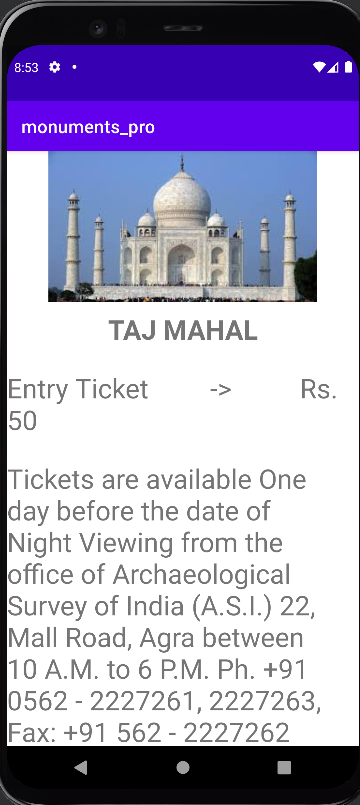 8:53
monuments_pro
TAJ MAHAL
Entry Ticket -> Rs.
50
Tickets are available One
day before the date of
Night Viewing from the
office of Archaeological
Survey of India (A.S.I.) 22,
Mall Road, Agra between
10 A.M. to 6 P.M. Ph. +91
0562 - 2227261, 2227263,
Fax: +91 562 - 2227262